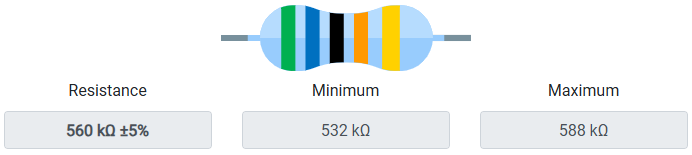 Resistance Minimum Maximum
560 kΩ ±5% 532 kΩ 588 kΩ